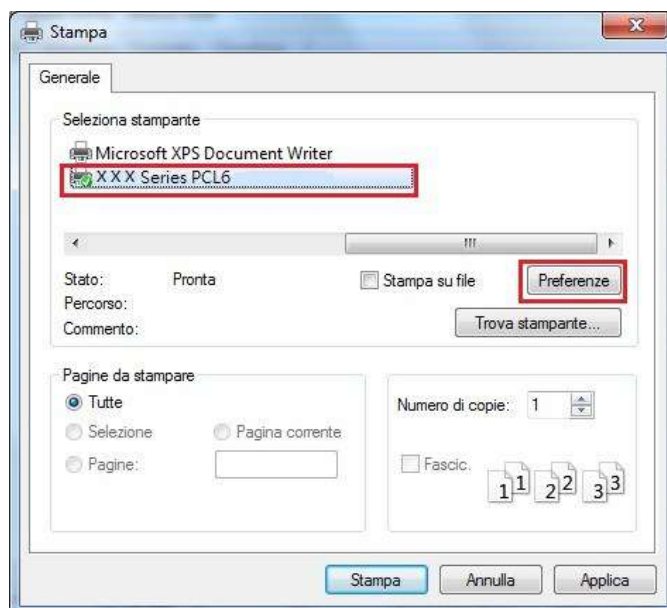 Stampa
Generale
Seleziona stampante
Microsoft XPS Document Writer
X X X Series PCL6
Stato: Pronta Stampa su file Preferenze
Percorso:
Commento: Trova stampante...
Pagine da stampare
Tutte
Selezione Pagina corrente
Pagine:
Numero di copie: 1
Fascic. 1 1 2 2 3 3
Stampa Annulla Applica